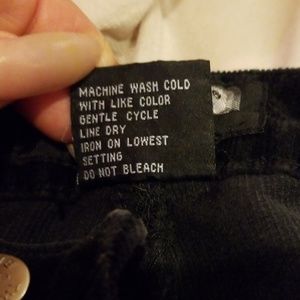 MACHINE WASH COLD
WITH LIKE COLOR
GENTLE CYCLE
LINE DRY
IRON ON LOWEST
SETTING
DO NOT BLEACH